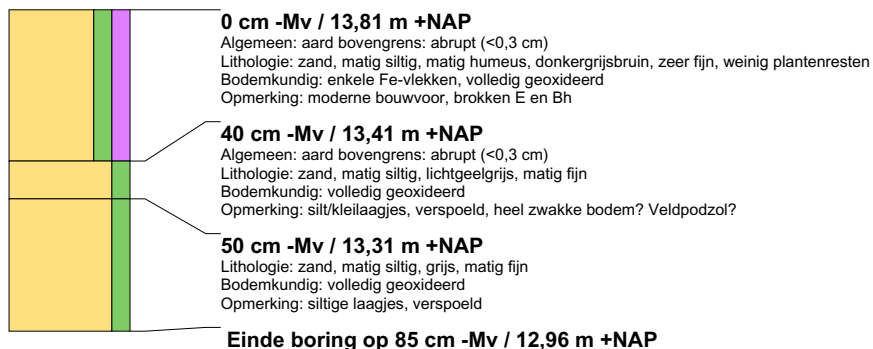 0 cm -Mv / 13,81 m +NAP
Algemeen: aard bovengrens: abrupt (<0,3 cm)
Lithologie: zand, matig siltig, matig humeus, donkergrijsbruin, zeer fijn, weinig plantenresten
Bodemkundig: enkele Fe-vlekken, volledig geoxideerd
Opmerking: moderne bouwvoor, brokken E en Bh
40 cm -Mv / 13,41 m +NAP
Algemeen: aard bovengrens: abrupt (<0,3 cm)
Lithologie: zand, matig siltig, lichtgeelgrijs, matig fijn
Bodemkundig: volledig geoxideerd
Opmerking: silt/kleilaagjes, verspoeld, heel zwakke bodem? Veldpodzol?
50 cm -Mv / 13,31 m +NAP
Lithologie: zand, matig siltig, grijs, matig fijn
Bodemkundig: volledig geoxideerd
Opmerking: siltige laagjes, verspoeld
Einde boring op 85 cm -Mv / 12,96 m +NAP